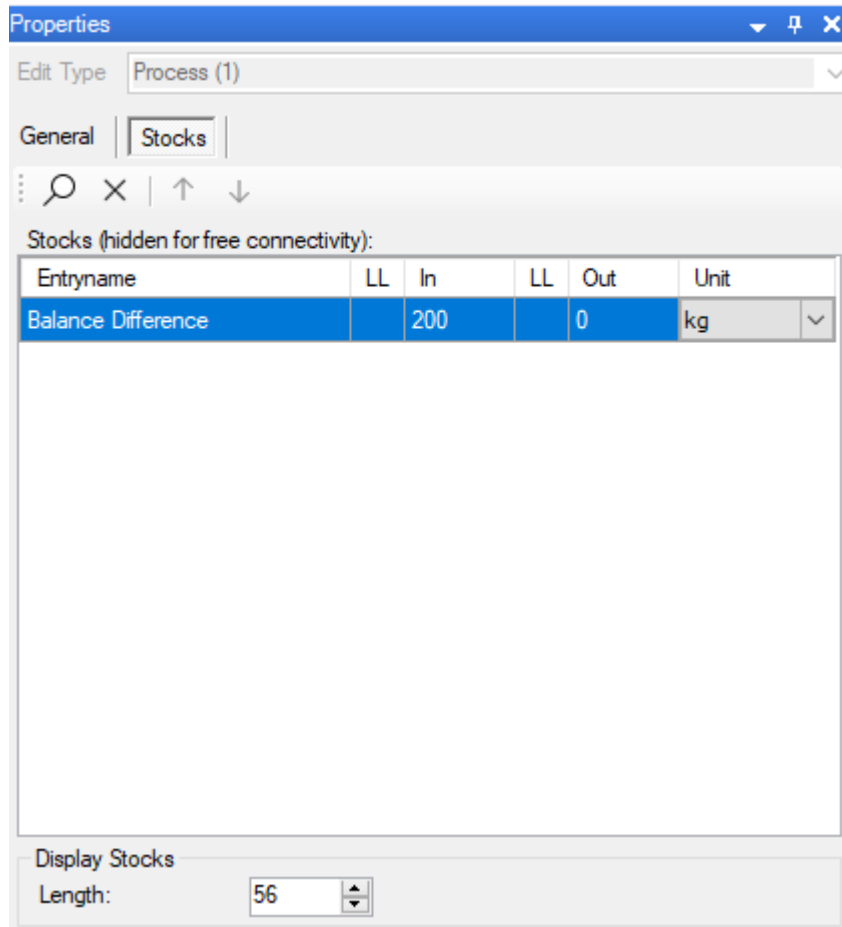 Properties
Edit Type Process (1)
General Stocks
Stocks (hidden for free connectivity):
Entryname LL In LL Out Unit
Balance Difference 200 0 kg
Display Stocks
Length: 56